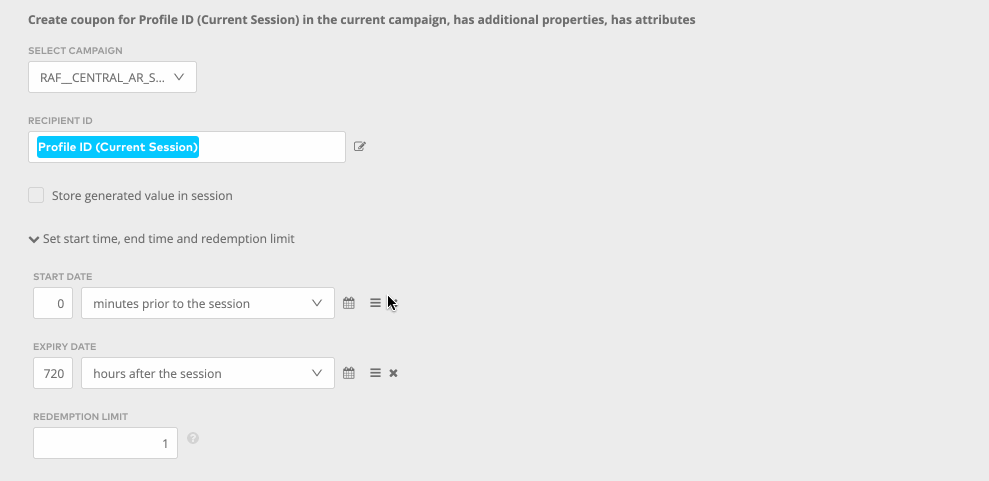 Create coupon for Profile ID (Current Session) in the current campaign, has additional properties, has attributes
SELECT CAMPAIGN
RAF__CENTRAL_AR_S...
RECIPIENT ID
Profile ID (Current Session)
Store generated value in session
Set start time, end time and redemption limit
START DATE
0 minutes prior to the session
EXPIRY DATE
720 hours after the session
REDEMPTION LIMIT
1 ?